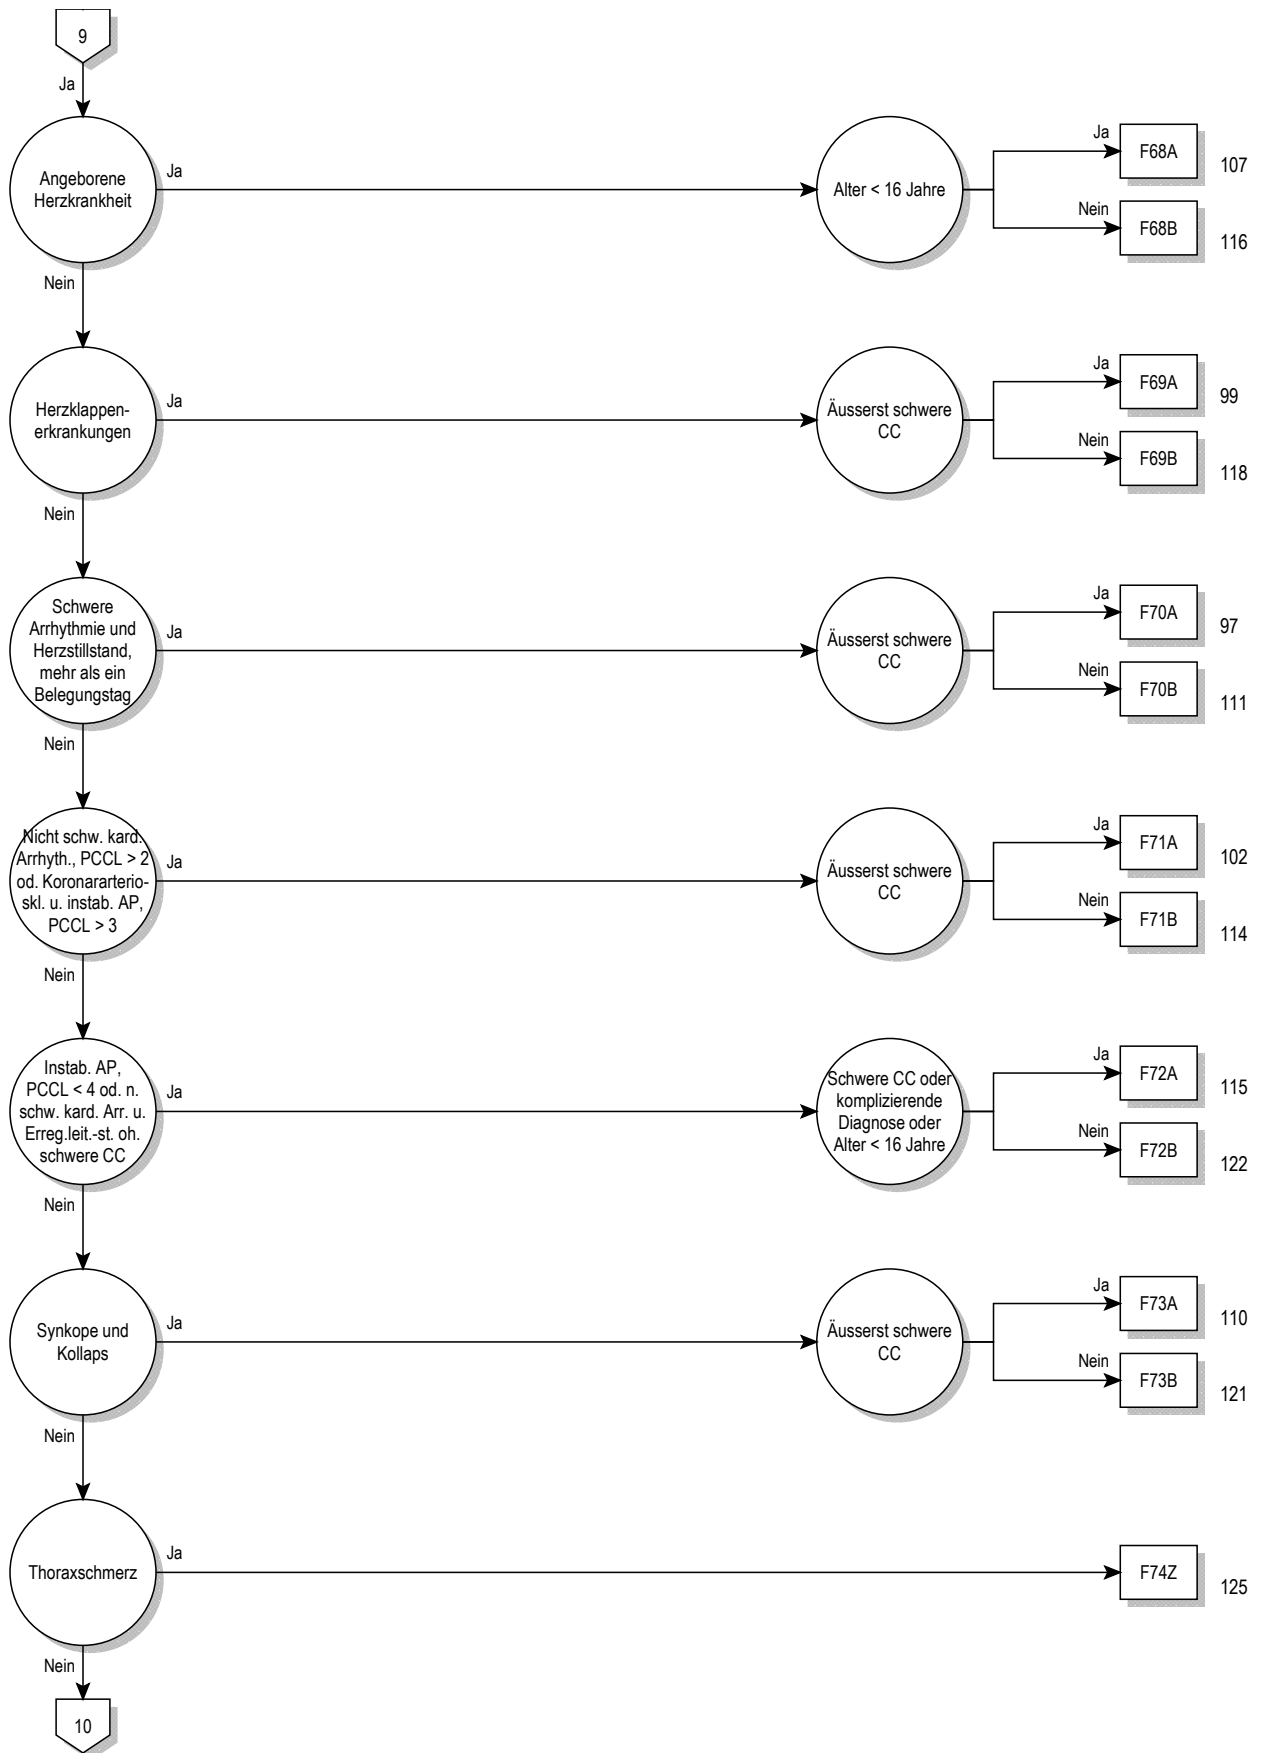 9
Ja
Angeborene
Herzkrankheit
Ja
Alter < 16 Jahre
Ja
F68A
107
Nein
F68B
116
Nein
Herzklappen-
erkrankungen
Ja
Äusserst schwere
CC
Ja
F69A
99
Nein
F69B
118
Nein
Schwere
Arrhythmie und
Herzstillstand,
mehr als ein
Belegungstag
Ja
Äusserst schwere
CC
Ja
F70A
97
Nein
F70B
111
Nein
Nicht schw. kard.
Arrhyth., PCCL > 2
od. Koronararterio-
skl. u. instab. AP,
PCCL > 3
Ja
Äusserst schwere
CC
Ja
F71A
102
Nein
F71B
114
Nein
Instab. AP,
PCCL < 4 od. n.
schw. kard. Arr. u.
Erreg.leit.-st. oh.
schwere CC
Ja
Schwere CC oder
komplizierende
Diagnose oder
Alter < 16 Jahre
Ja
F72A
115
Nein
F72B
122
Nein
Synkope und
Kollaps
Ja
Äusserst schwere
CC
Ja
F73A
110
Nein
F73B
121
Nein
Thoraxschmerz
Ja
F74Z
125
Nein
10